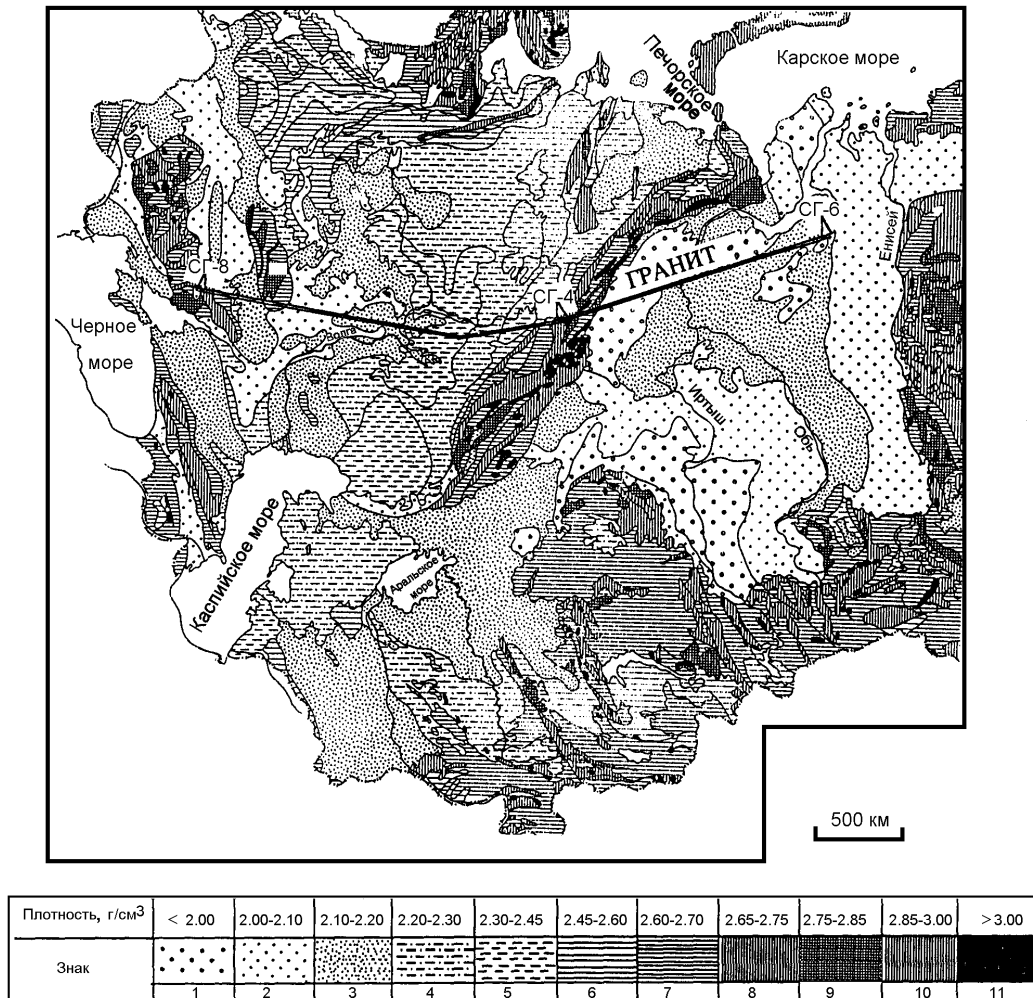 Печорское
море
Карское море
СГ-6
Енисей
ГРАНИТ
СГ-8
СГ-4
Черное
море
Волга
Иртыш
Обь
Каспийское море
Аральское
море
500 км
Плотность, г/см3 < 2.00 2.00-2.10 2.10-2.20 2.20-2.30 2.30-2.45 2.45-2.60 2.60-2.70 2.65-2.75 2.75-2.85 2.85-3.00 > 3.00
Знак
1 2 3 4 5 6 7 8 9 10 11